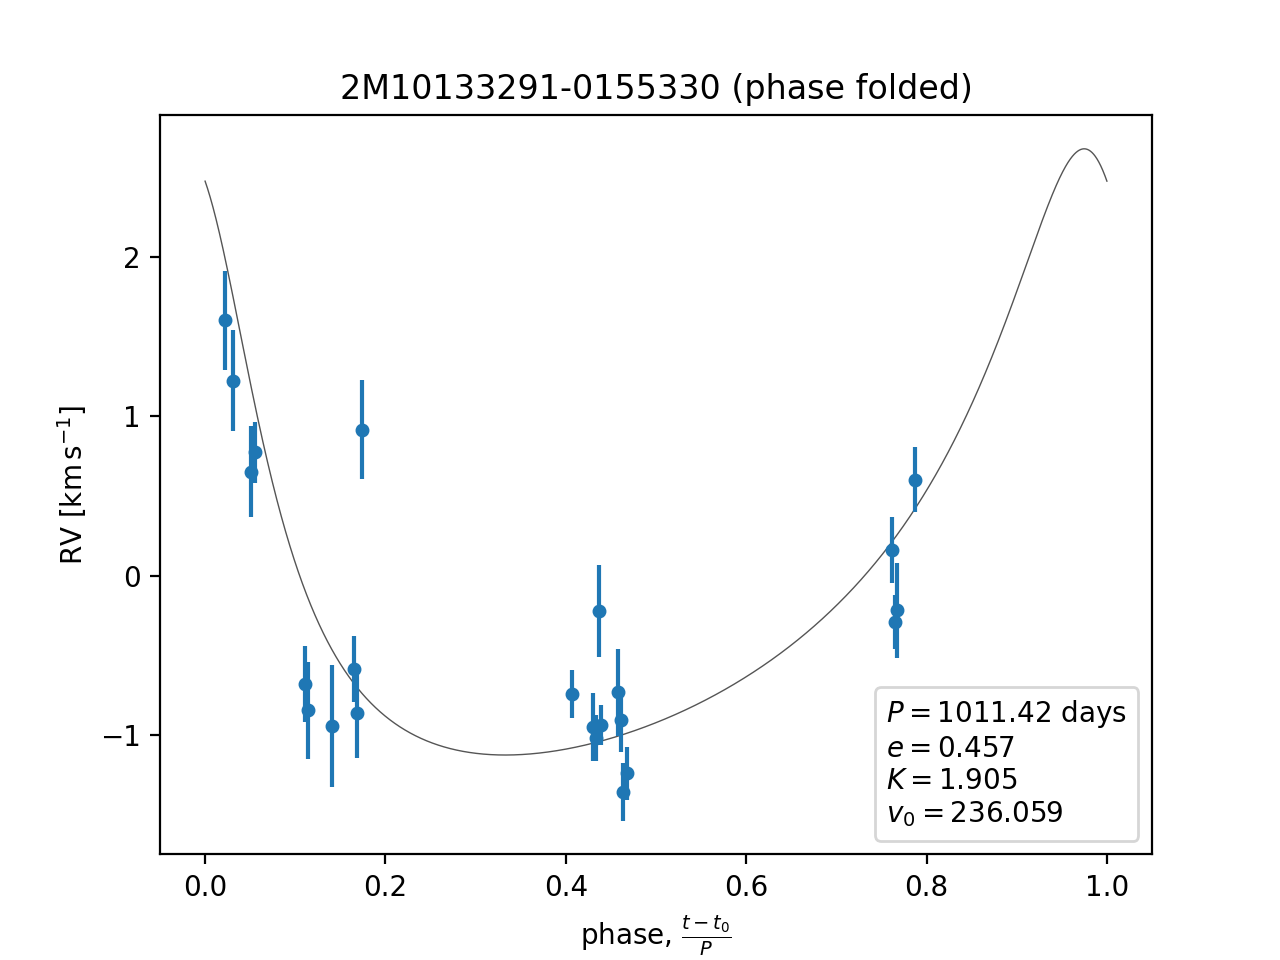 2M10133291-0155330 (phase folded)
RV [km s⁻¹]
2
1
0
−1
0.0 0.2 0.4 0.6 0.8 1.0
phase, \frac{t − t₀}{P}
P = 1011.42 days
e = 0.457
K = 1.905
v₀ = 236.059